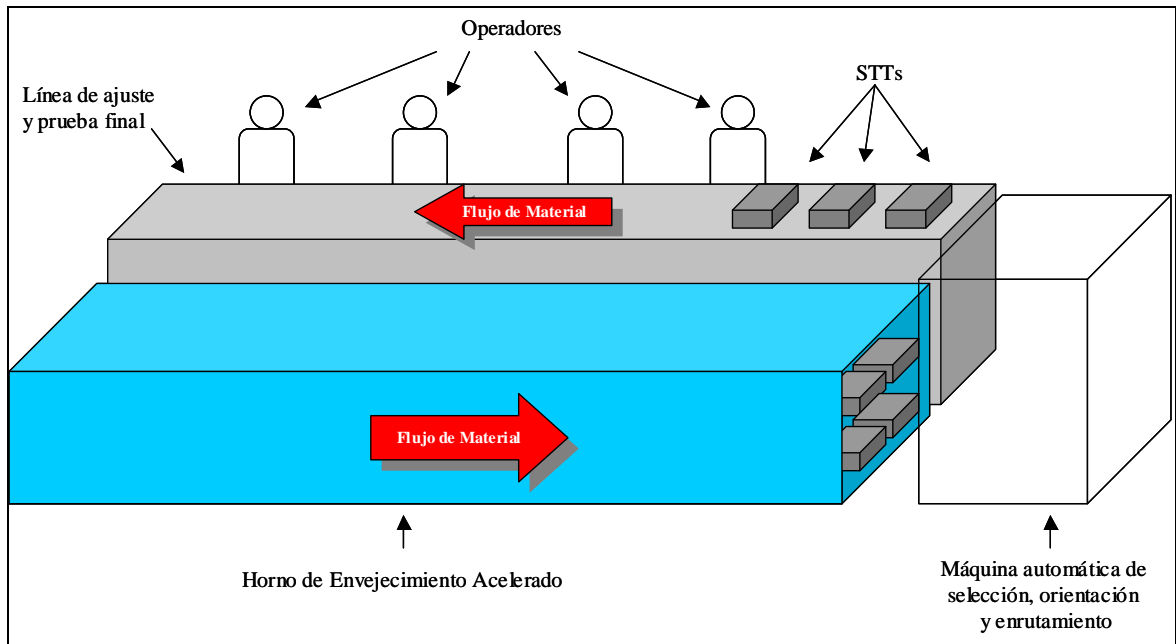 Operadores
STTs
Línea de ajuste
y prueba final
Flujo de Material
Flujo de Material
Horno de Envejecimiento Acelerado
Máquina automática de
selección, orientación
y enrutamiento